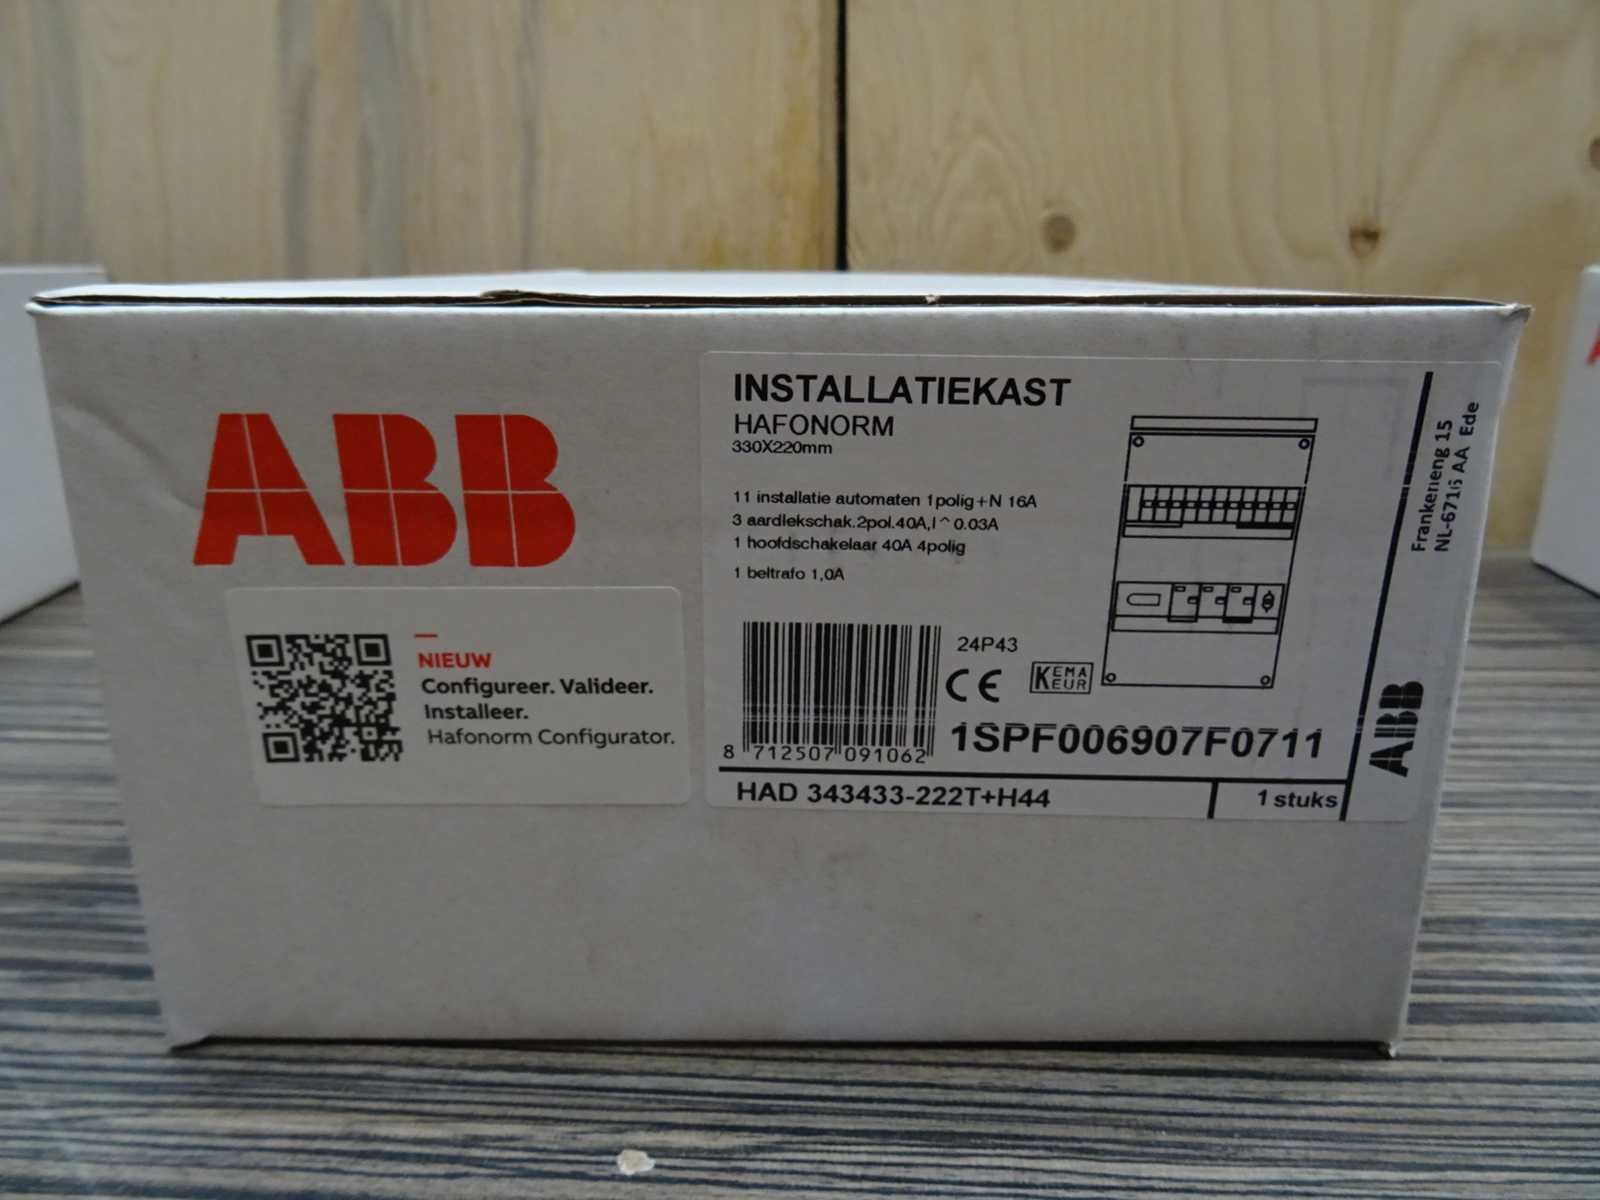 ABB
NIEUW
Configureer. Valideer.
Installeer.
Hafonorm Configurator.
INSTALLATIEKAST
HAFONORM
330X220mm
11 installatie automaten 1polig+N 16A
3 aardlekschak.2pol.40A,I^0.03A
1 hoofdschakelaar 40A 4polig
1 beltrafo 1,0A
24P43
CE
KEMA
KEUR
8 712507 091062
1SPF006907F0711
HAD 343433-222T+H44
1 stuks
Frankeneng 15
NL-6716 AA Ede
ABB